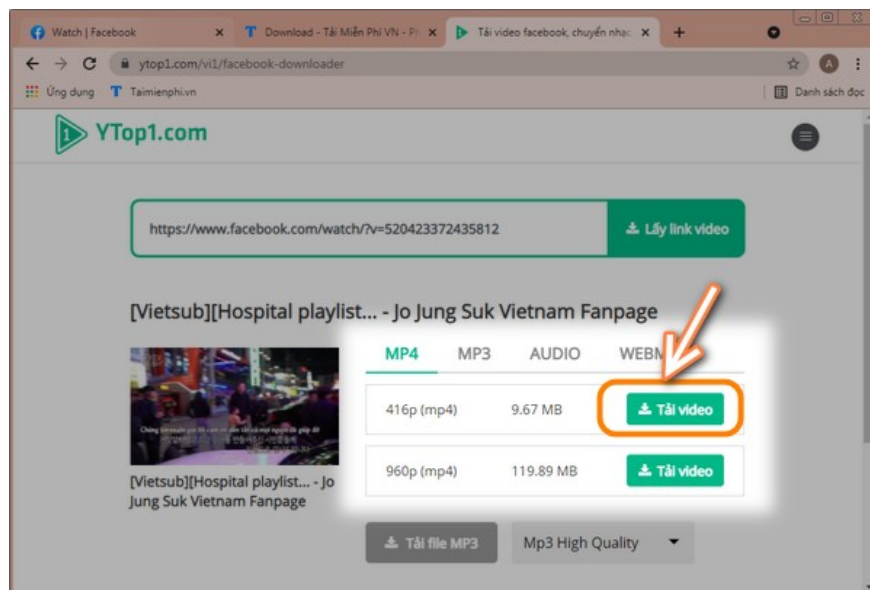 Watch | Facebook
Download - Tải Miễn Phí VN - P
Tải video facebook, chuyển nhạc
ytop1.com/vi1/facebook-downloader
Ứng dụng
Taimienphi.vn
Danh sách đọc
YTop1.com
https://www.facebook.com/watch/?v=520423372435812
Lấy link video
[Vietsub][Hospital playlist... - Jo Jung Suk Vietnam Fanpage
MP4 MP3 AUDIO WEBM
416p (mp4) 9.67 MB Tải video
960p (mp4) 119.89 MB Tải video
[Vietsub][Hospital playlist... - Jo
Jung Suk Vietnam Fanpage
Tải file MP3
Mp3 High Quality